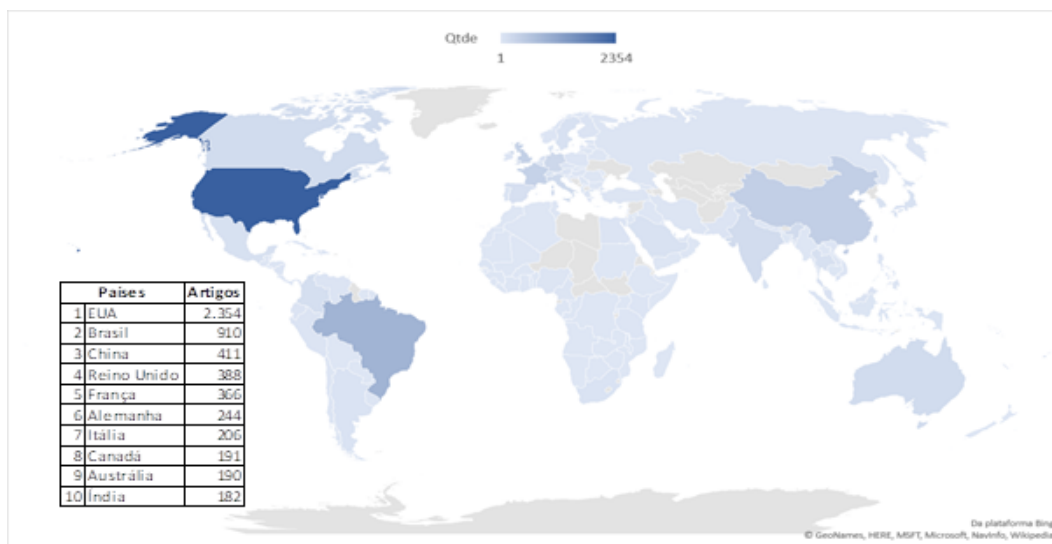 Qtde
1 2354
Países Artigos
1 EUA 2.354
2 Brasil 910
3 China 411
4 Reino Unido 388
5 França 366
6 Alemanha 244
7 Itália 206
8 Canadá 191
9 Austrália 190
10 Índia 182
Da plataforma Bing
© GeoNames, HERE, MSFT, Microsoft, NavInfo, Wikipedia